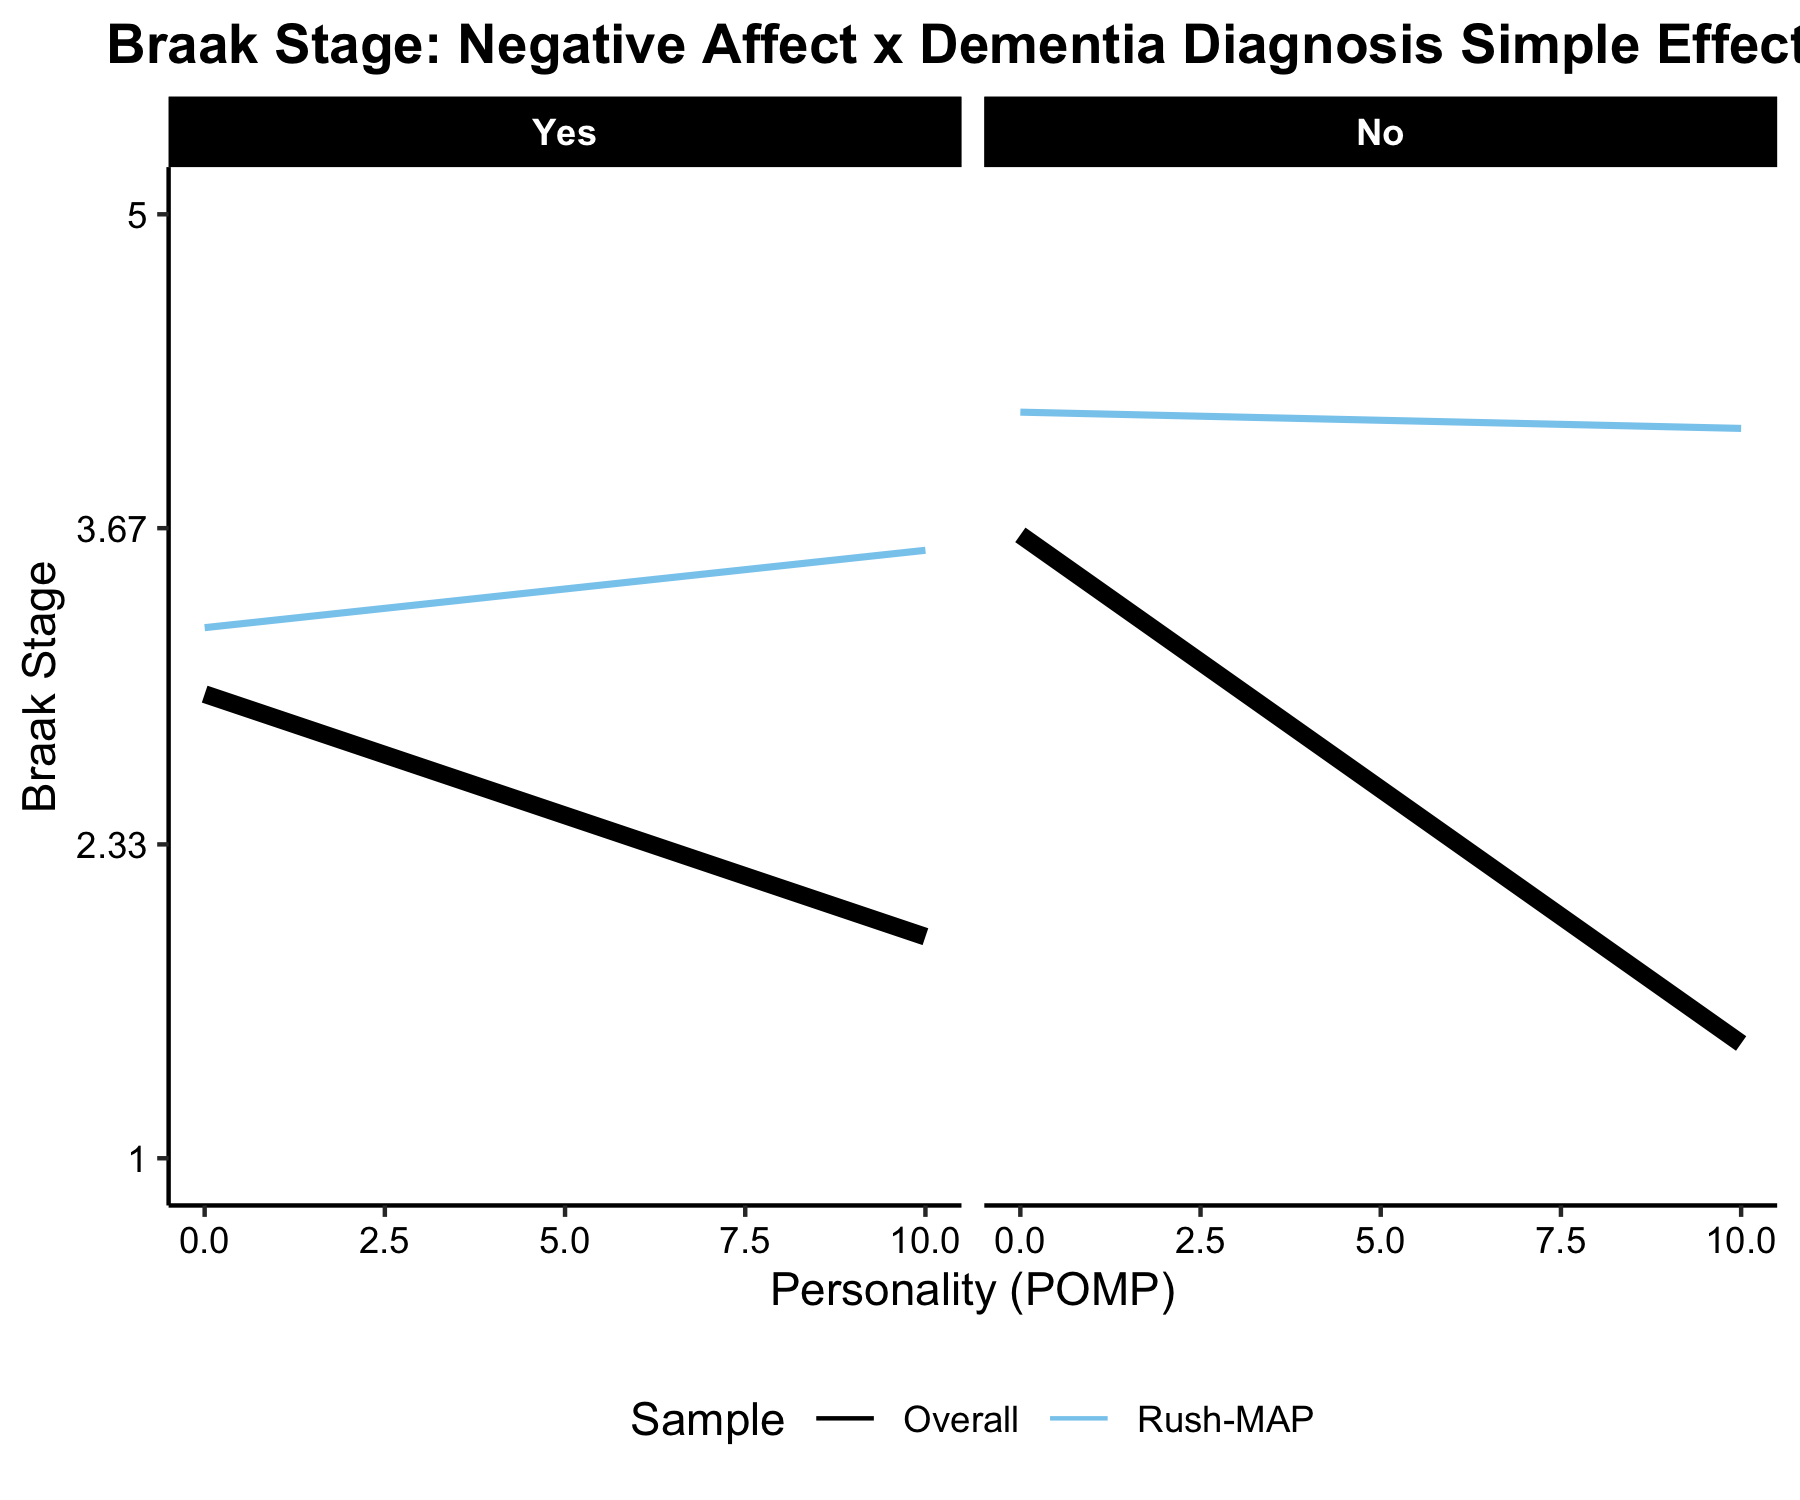 Braak Stage: Negative Affect x Dementia Diagnosis Simple Effect
Yes No
Braak Stage
5
3.67
2.33
1
0.0 2.5 5.0 7.5 10.0 0.0 2.5 5.0 7.5 10.0
Personality (POMP)
Sample Overall Rush-MAP